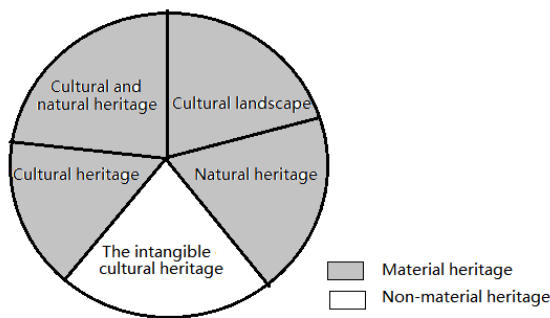 Cultural and
natural heritage
Cultural landscape
Cultural heritage
Natural heritage
The intangible
cultural heritage
Material heritage
Non-material heritage